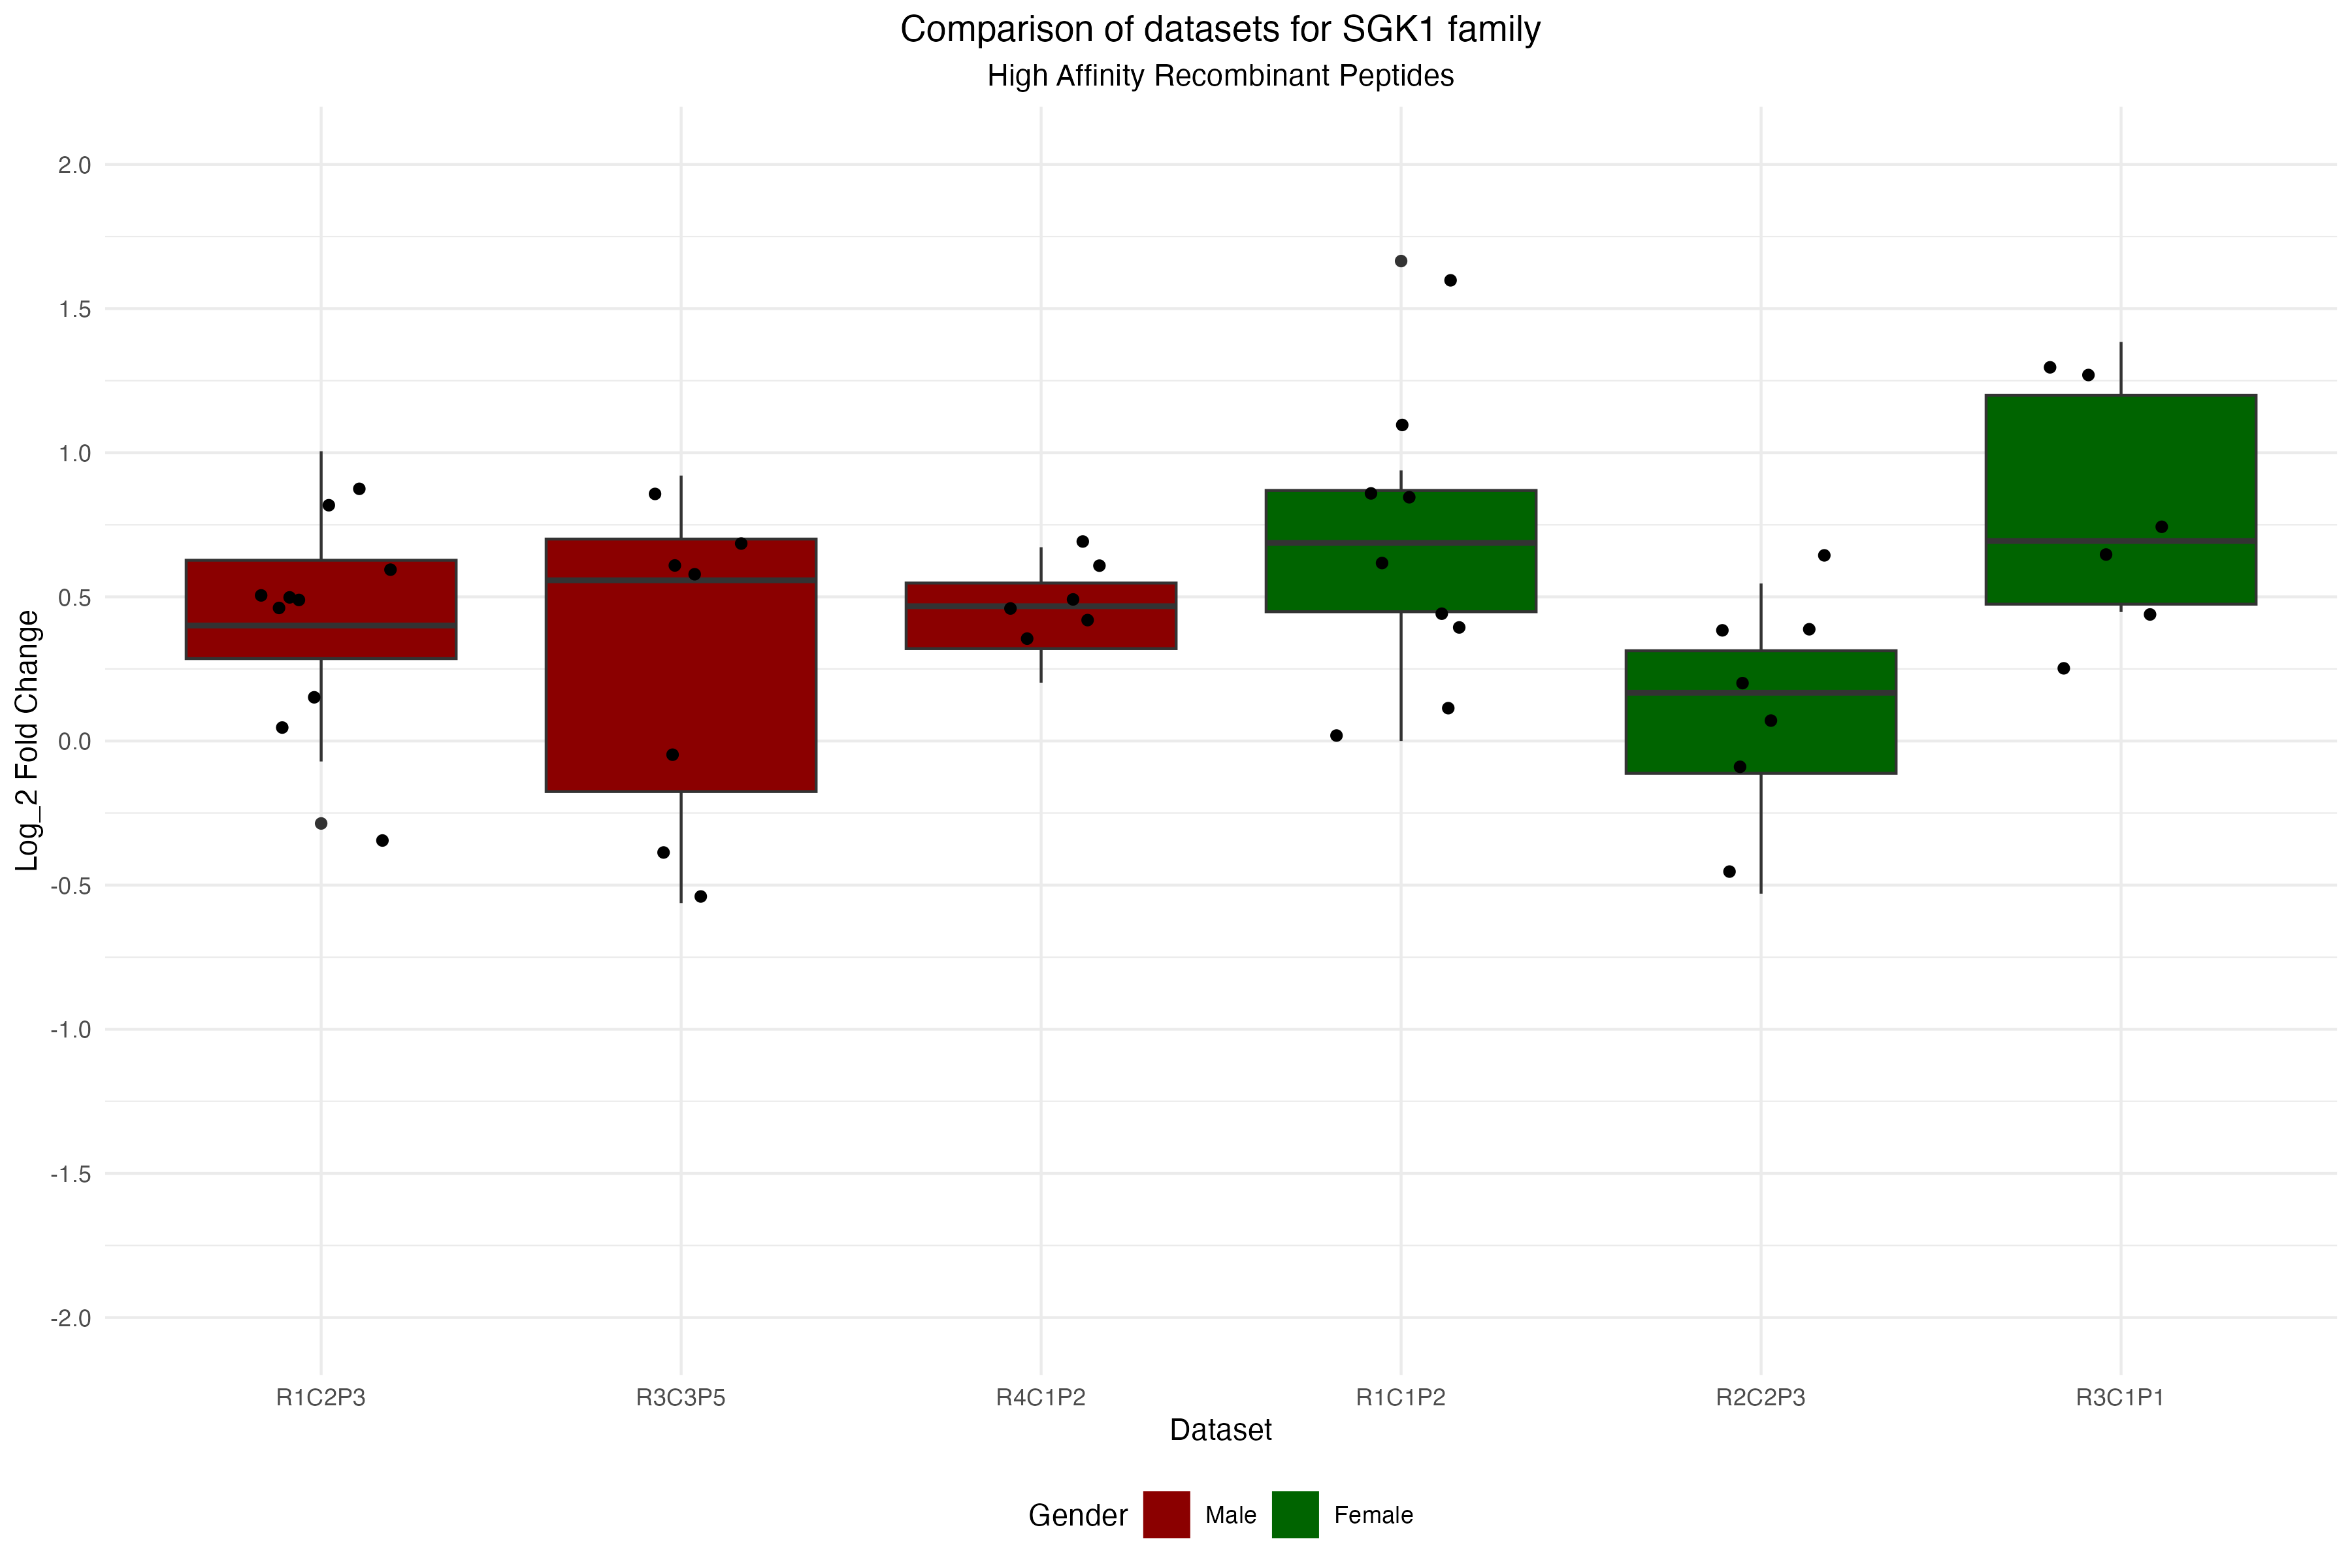 Comparison of datasets for SGK1 family
High Affinity Recombinant Peptides
Log_2 Fold Change
2.0
1.5
1.0
0.5
0.0
-0.5
-1.0
-1.5
-2.0
R1C2P3 R3C3P5 R4C1P2 R1C1P2 R2C2P3 R3C1P1
Dataset
Gender Male Female